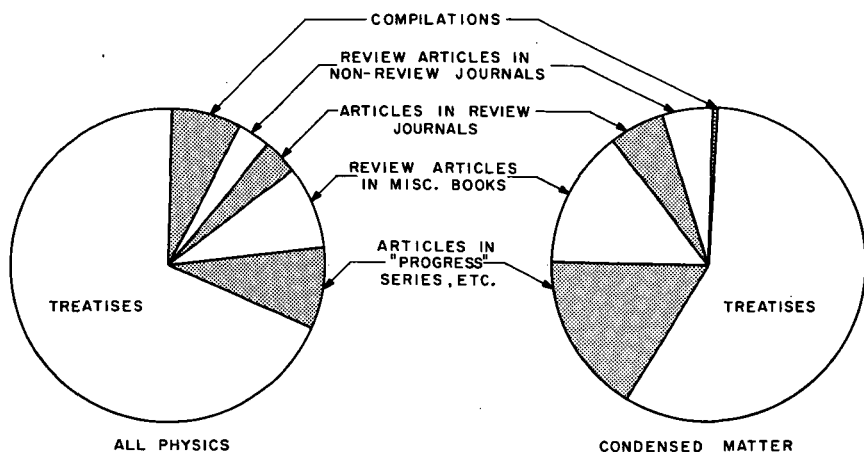 COMPILATIONS
REVIEW ARTICLES IN
NON-REVIEW JOURNALS
ARTICLES IN REVIEW
JOURNALS
REVIEW ARTICLES
IN MISC. BOOKS
ARTICLES IN
"PROGRESS"
SERIES, ETC.
TREATISES
TREATISES
ALL PHYSICS
CONDENSED MATTER